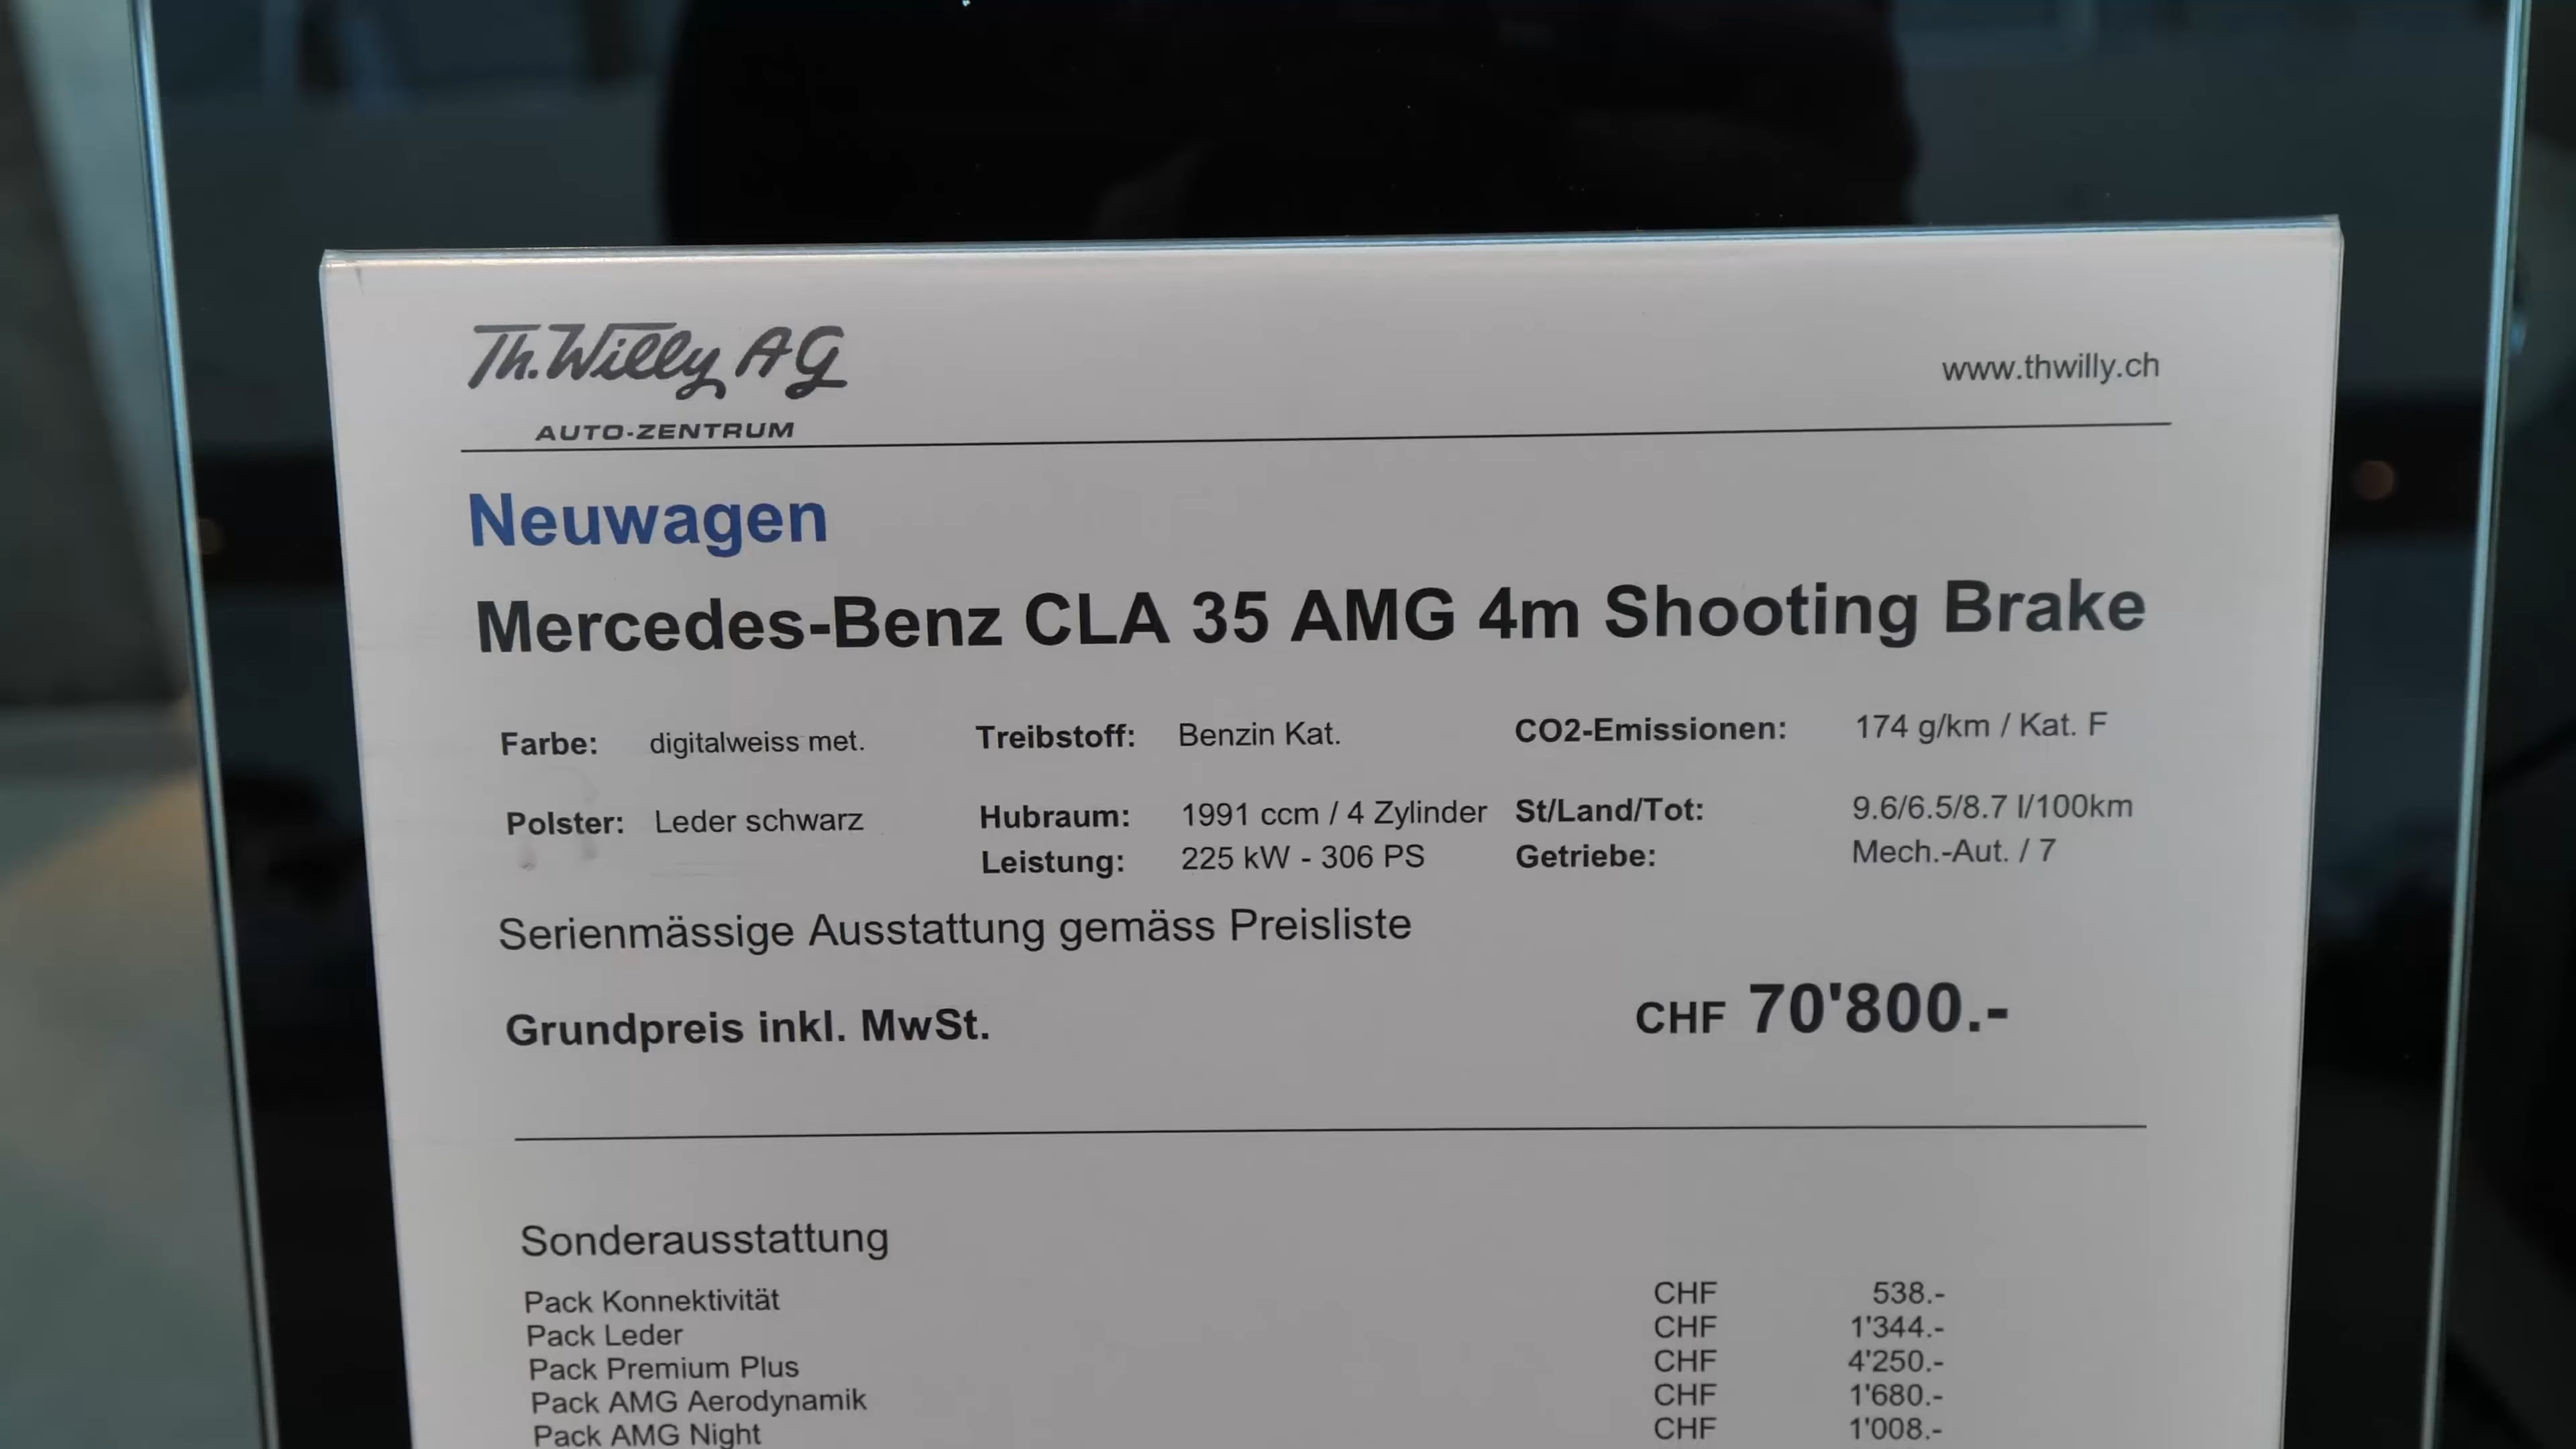 Th. Willy AG
AUTO-ZENTRUM
www.thwilly.ch
Neuwagen
Mercedes-Benz CLA 35 AMG 4m Shooting Brake
Farbe: digitalweiss met. Treibstoff: Benzin Kat. CO2-Emissionen: 174 g/km / Kat. F
Polster: Leder schwarz Hubraum: 1991 ccm / 4 Zylinder St/Land/Tot: 9.6/6.5/8.7 l/100km
Leistung: 225 kW - 306 PS Getriebe: Mech.-Aut. / 7
Serienmässige Ausstattung gemäss Preisliste
Grundpreis inkl. MwSt. CHF 70'800.-
Sonderausstattung
Pack Konnektivität CHF 538.-
Pack Leder CHF 1'344.-
Pack Premium Plus CHF 4'250.-
Pack AMG Aerodynamik CHF 1'680.-
Pack AMG Night CHF 1'008.-